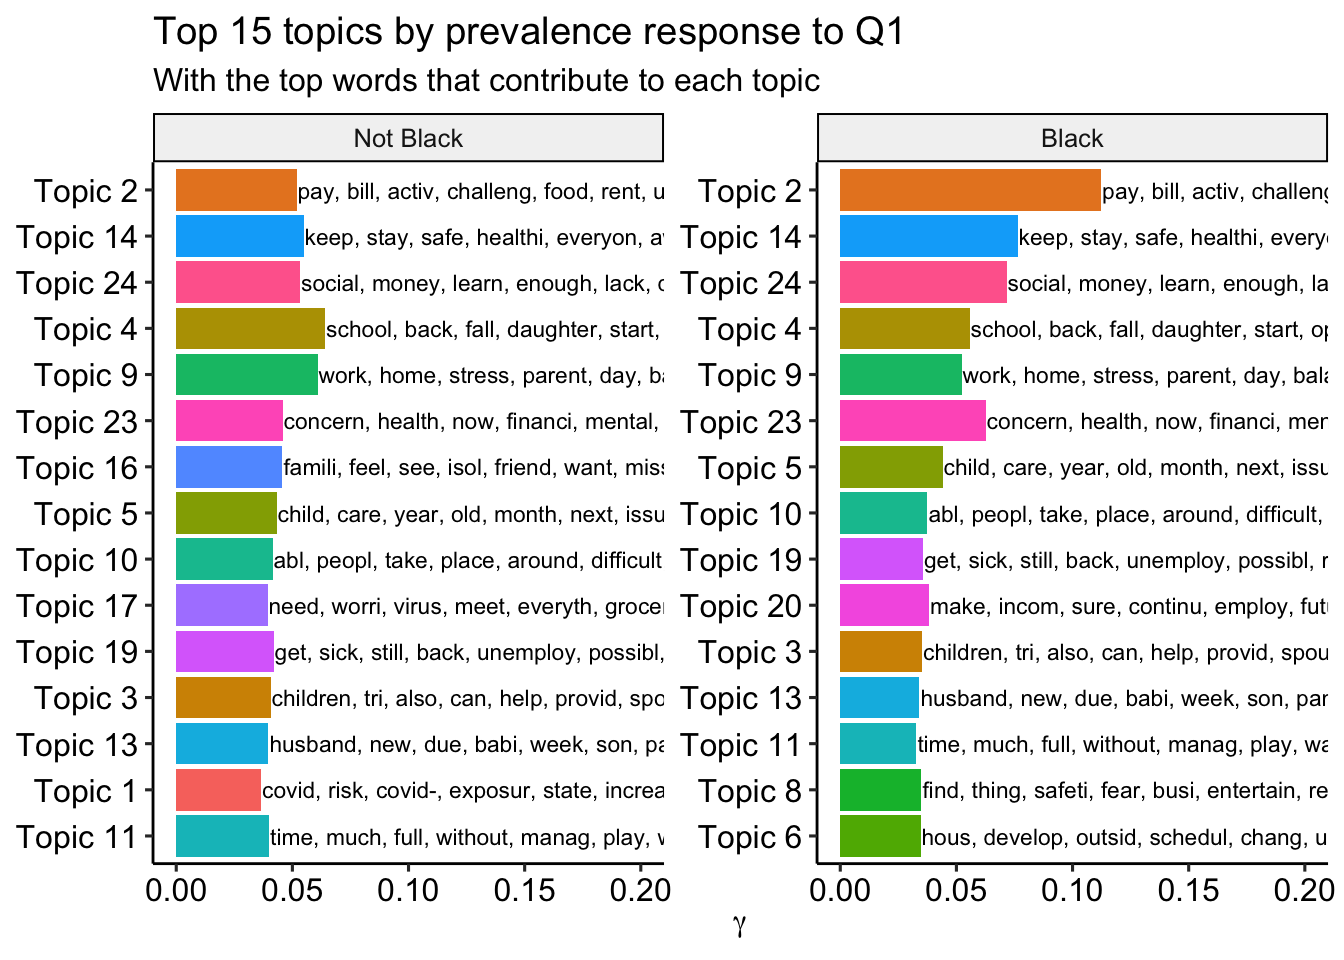 Top 15 topics by prevalence response to Q1
With the top words that contribute to each topic
Not Black
Topic 2 pay, bill, activ, challeng, food, rent, u
Topic 14 keep, stay, safe, healthi, everyon,
Topic 24 social, money, learn, enough, lack,
Topic 4 school, back, fall, daughter, start,
Topic 9 work, home, stress, parent, day,
Topic 23 concern, health, now, financi, mental,
Topic 16 famili, feel, see, isol, friend, want, miss
Topic 5 child, care, year, old, month, next, issu
Topic 10 abl, peopl, take, place, around, difficult
Topic 17 need, worri, virus, meet, everyth, grocer
Topic 19 get, sick, still, back, unemploy, possibl,
Topic 3 children, tri, also, can, help, provid, spo
Topic 13 husband, new, due, babi, week, son, pa
Topic 1 covid, risk, covid-, exposur, state, increa
Topic 11 time, much, full, without, manag, play,
0.00 0.05 0.10 0.15 0.20
Black
Topic 2 pay, bill, activ, challeng
Topic 14 keep, stay, safe, healthi, everyo
Topic 24 social, money, learn, enough, la
Topic 4 school, back, fall, daughter, start, op
Topic 9 work, home, stress, parent, day, bala
Topic 23 concern, health, now, financi, men
Topic 5 child, care, year, old, month, next, issu
Topic 10 abl, peopl, take, place, around, difficult,
Topic 19 get, sick, still, back, unemploy, possibl,
Topic 20 make, incom, sure, continu, employ, futu
Topic 3 children, tri, also, can, help, provid, spou
Topic 13 husband, new, due, babi, week, son, par
Topic 11 time, much, full, without, manag, play, wa
Topic 8 find, thing, safeti, fear, busi, entertain, re
Topic 6 hous, develop, outsid, schedul, chang, u
0.00 0.05 0.10 0.15 0.20
γ